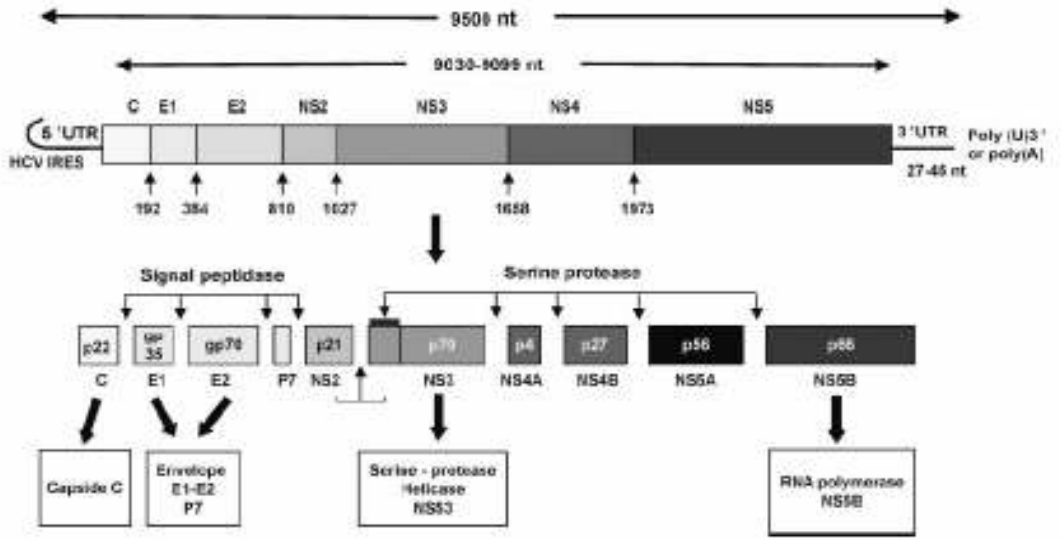 9500 nt
9030-9099 nt
C E1 E2 NS2 NS3 NS4 NS5
5 'UTR
3 'UTR
Poly (U)3'
or poly(A)
HCV IRES
27-45 nt
192 384 810 1027 1658 1973
Signal peptidase
Serine protease
p22 gp 35 gp70 p21 p70 p4 p27 p56 p66
C E1 E2 P7 NS2 NS3 NS4A NS4B NS5A NS5B
Capside C
Envelope
E1-E2
P7
Serine - protease
Helicase
NS53
RNA polymerase
NS5B